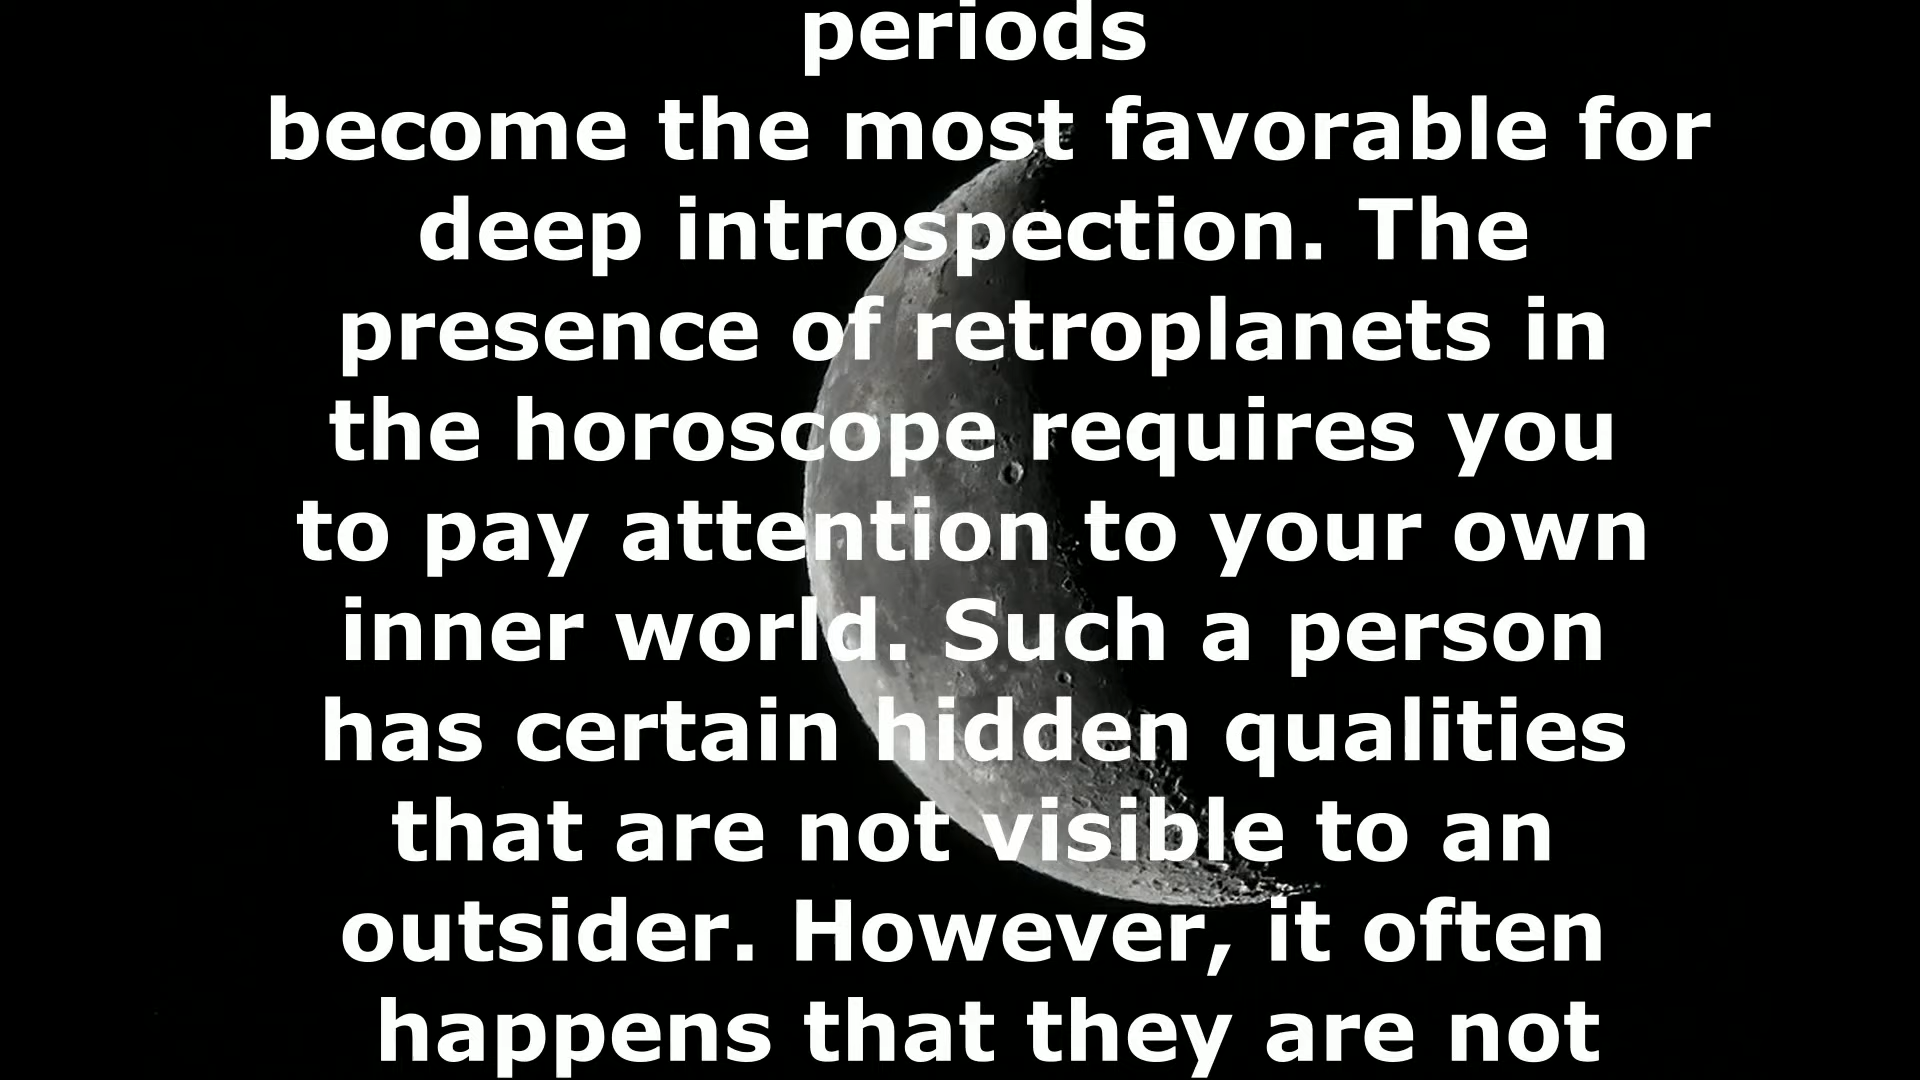 periods
become the most favorable for
deep introspection. The
presence of retroplanets in
the horoscope requires you
to pay attention to your own
inner world. Such a person
has certain hidden qualities
that are not visible to an
outsider. However, it often
happens that they are not